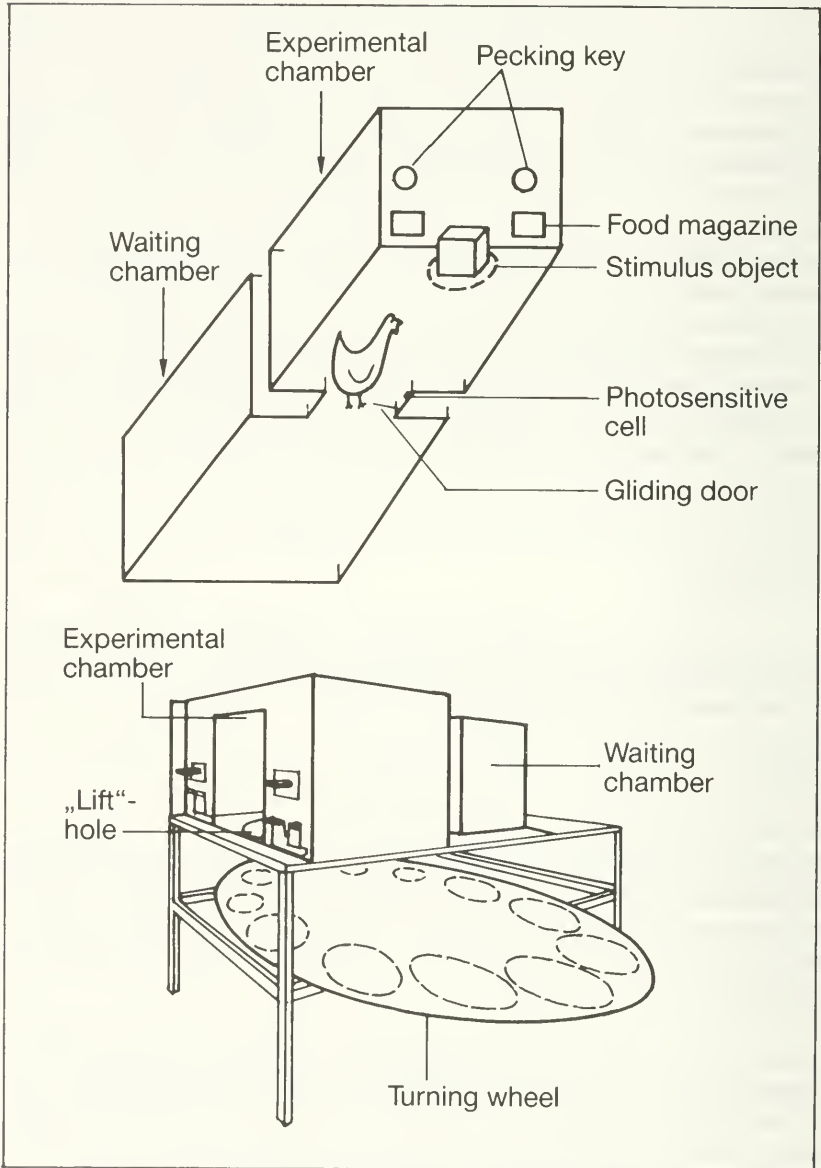 Experimental
chamber
Pecking key
Waiting
chamber
Food magazine
Stimulus object
Photosensitive
cell
Gliding door
Experimental
chamber
„Lift“-
hole
Waiting
chamber
Turning wheel